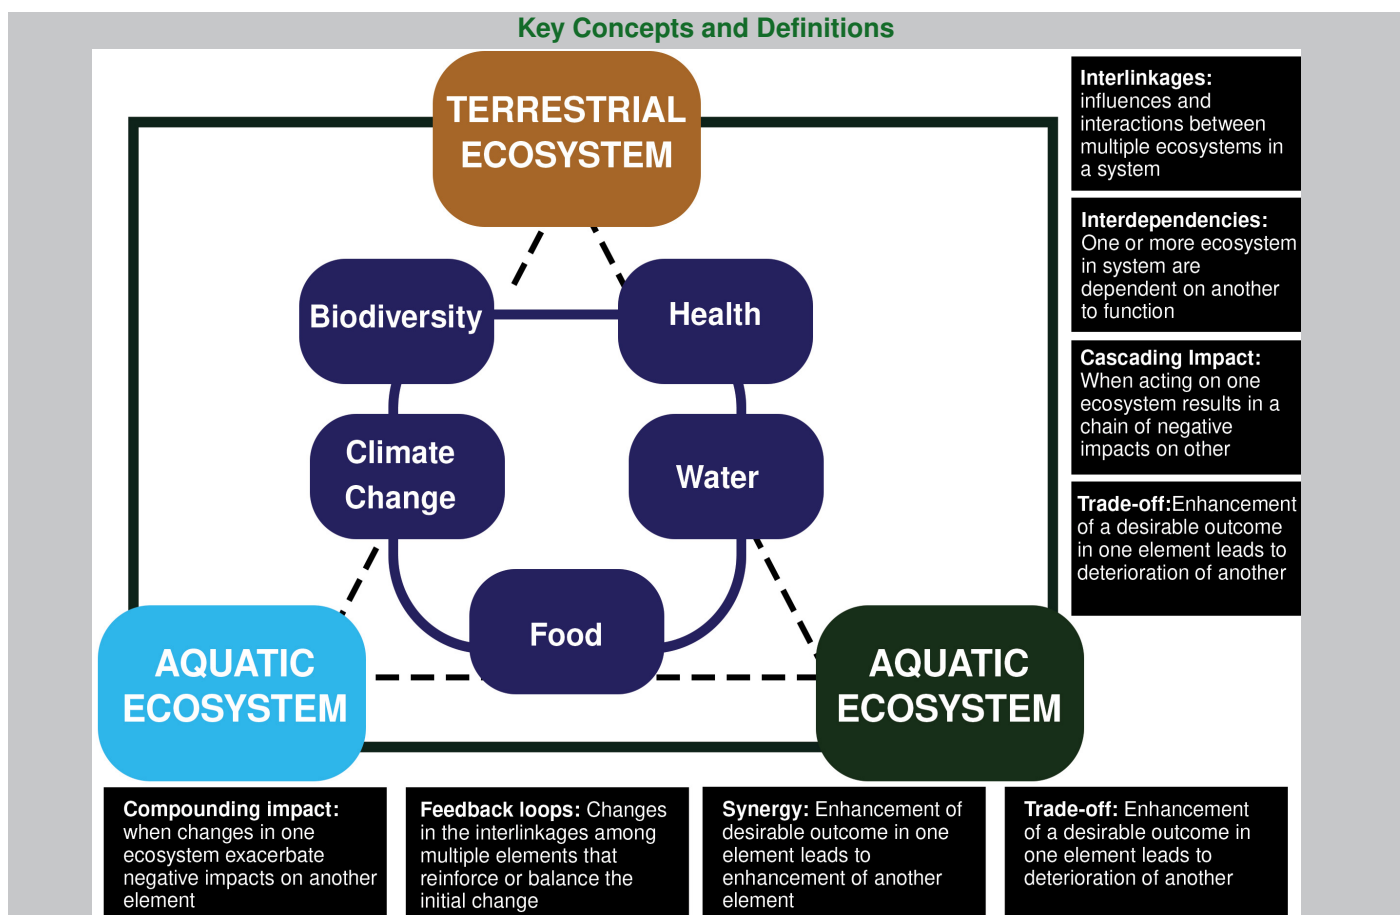 Key Concepts and Definitions
TERRESTRIAL
ECOSYSTEM
Biodiversity
Health
Climate
Change
Water
Food
AQUATIC
ECOSYSTEM
AQUATIC
ECOSYSTEM
Interlinkages:
influences and
interactions between
multiple ecosystems in
a system
Interdependencies:
One or more ecosystem
in system are
dependent on another
to function
Cascading Impact:
When acting on one
ecosystem results in a
chain of negative
impacts on other
Trade-off:Enhancement
of a desirable outcome
in one element leads to
deterioration of another
Compounding impact:
when changes in one
ecosystem exacerbate
negative impacts on another
element
Feedback loops: Changes
in the interlinkages among
multiple elements that
reinforce or balance the
initial change
Synergy: Enhancement of
desirable outcome in one
element leads to
enhancement of another
element
Trade-off: Enhancement
of a desirable outcome in
one element leads to
deterioration of another